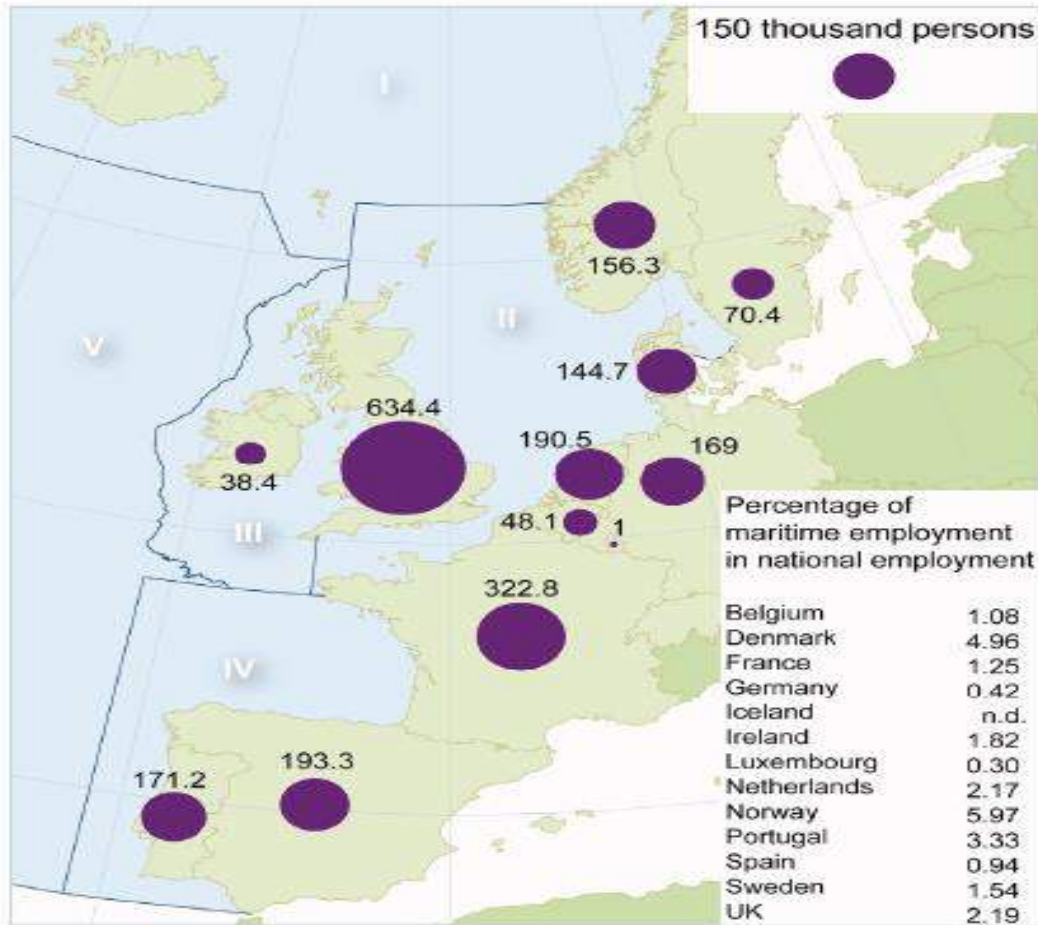 150 thousand persons
I
156.3
70.4
II
V
144.7
634.4
190.5
169
38.4
48.1
1
III
Percentage of
maritime employment
in national employment
322.8
Belgium 1.08
Denmark 4.96
France 1.25
Germany 0.42
IV
Iceland n.d.
Ireland 1.82
Luxembourg 0.30
193.3
171.2
Netherlands 2.17
Norway 5.97
Portugal 3.33
Spain 0.94
Sweden 1.54
UK 2.19